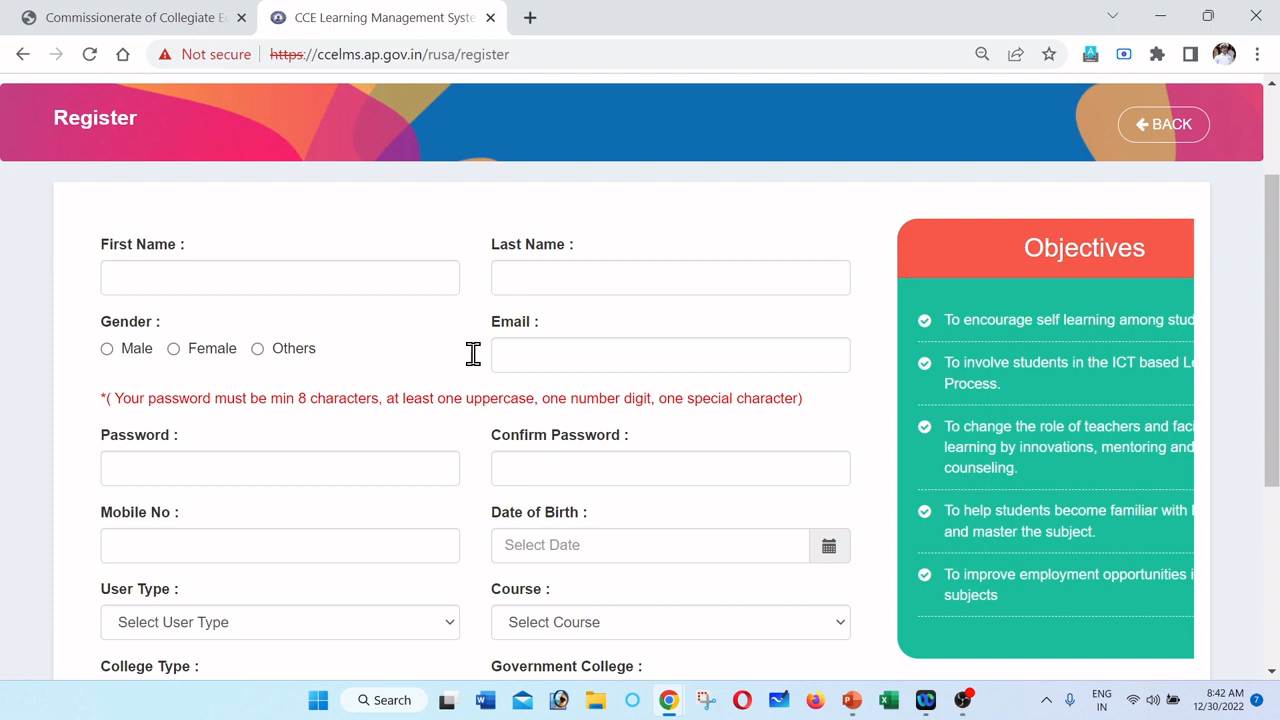 Commissionerate of Collegiate E
CCE Learning Management Syste
Not secure
https://ccelms.ap.gov.in/rusa/register
Register
BACK
First Name :
Last Name :
Gender :
Male
Female
Others
Email :
*( Your password must be min 8 characters, at least one uppercase, one number digit, one special character)
Password :
Confirm Password :
Mobile No :
Date of Birth :
Select Date
User Type :
Select User Type
Course :
Select Course
College Type :
Government College :
Objectives
To encourage self learning among stud
To involve students in the ICT based Le
Process.
To change the role of teachers and faci
learning by innovations, mentoring and
counseling.
To help students become familiar with
and master the subject.
To improve employment opportunities i
subjects
Search
ENG
IN
8:42 AM
12/30/2022
7